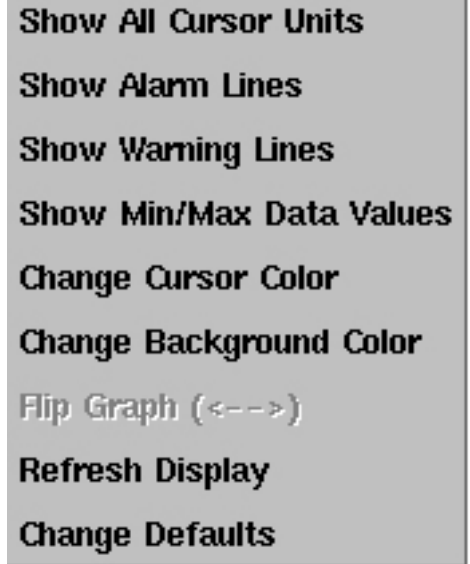 Show All Cursor Units
Show Alarm Lines
Show Warning Lines
Show Min/Max Data Values
Change Cursor Color
Change Background Color
Flip Graph (<-->)
Refresh Display
Change Defaults